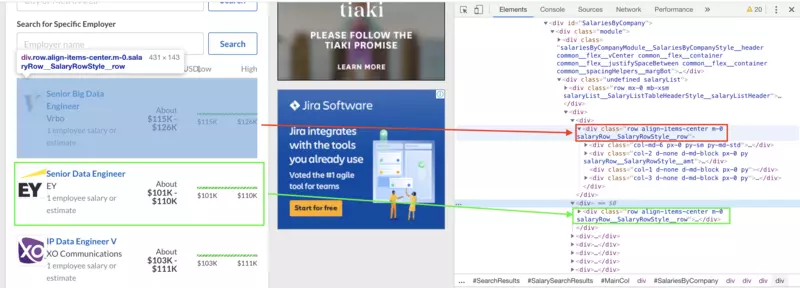 Search for Specific Employer
Employer name
Search
div.row.align-items-center.m-0.sala
ryRow__SalaryRowStyle__row
431 × 143
Low
High
Senior Big Data
Engineer
Vrbo
1 employee salary or
estimate
About
$115K -
$126K
$115K
$126K
EY
Senior Data Engineer
EY
1 employee salary or
estimate
About
$101K -
$110K
$101K
$110K
XO
IP Data Engineer V
XO Communications
1 employee salary or
estimate
About
$103K -
$111K
$103K
$111K
tiaki
PLEASE FOLLOW THE
TIAKI PROMISE
LEARN MORE
Jira Software
Jira integrates
with the tools
you already use
Voted the #1 agile
tool for teams
Start for free
Elements
Console
Sources
Network
»
20
▼<div id="SalariesByCompany">
▼<div class="module">
▶<div class=
"salariesByCompanyModule__SalariesByCompanyStyle__header
common__flex__vCenter common__flex__container
common__flex__justifySpaceBetween common__flex__container
common__spacingHelpers__margBot">…</div>
▼<div class="undefined salaryList">
▶<div class="row mx-0 mb-xsm
salaryList__SalaryListTableHeaderStyle__salaryListHeader">…
</div>
▼<div>
▼<div>
▼<div class="row align-items-center m-0
salaryRow__SalaryRowStyle__row">
▶<div class="col-md-6 px-0 py-sm py-md-std">…</div>
▶<div class="col-2 d-none d-md-block px-0 py
salaryRow__SalaryRowStyle__amt">…</div>
▶<div class="col-1 d-none d-md-block px-0 py">…</div>
▶<div class="col-3 d-none d-md-block px-0 py">…</div>
</div>
</div>
…
▼<div> == $0
▶<div class="row align-items-center m-0
salaryRow__SalaryRowStyle__row">…</div>
</div>
▶<div>…</div>
▶<div>…</div>
▶<div>…</div>
▶<div>…</div>
… #SearchResults #SalarySearchResults #MainCol div #SalariesByCompany div div div div